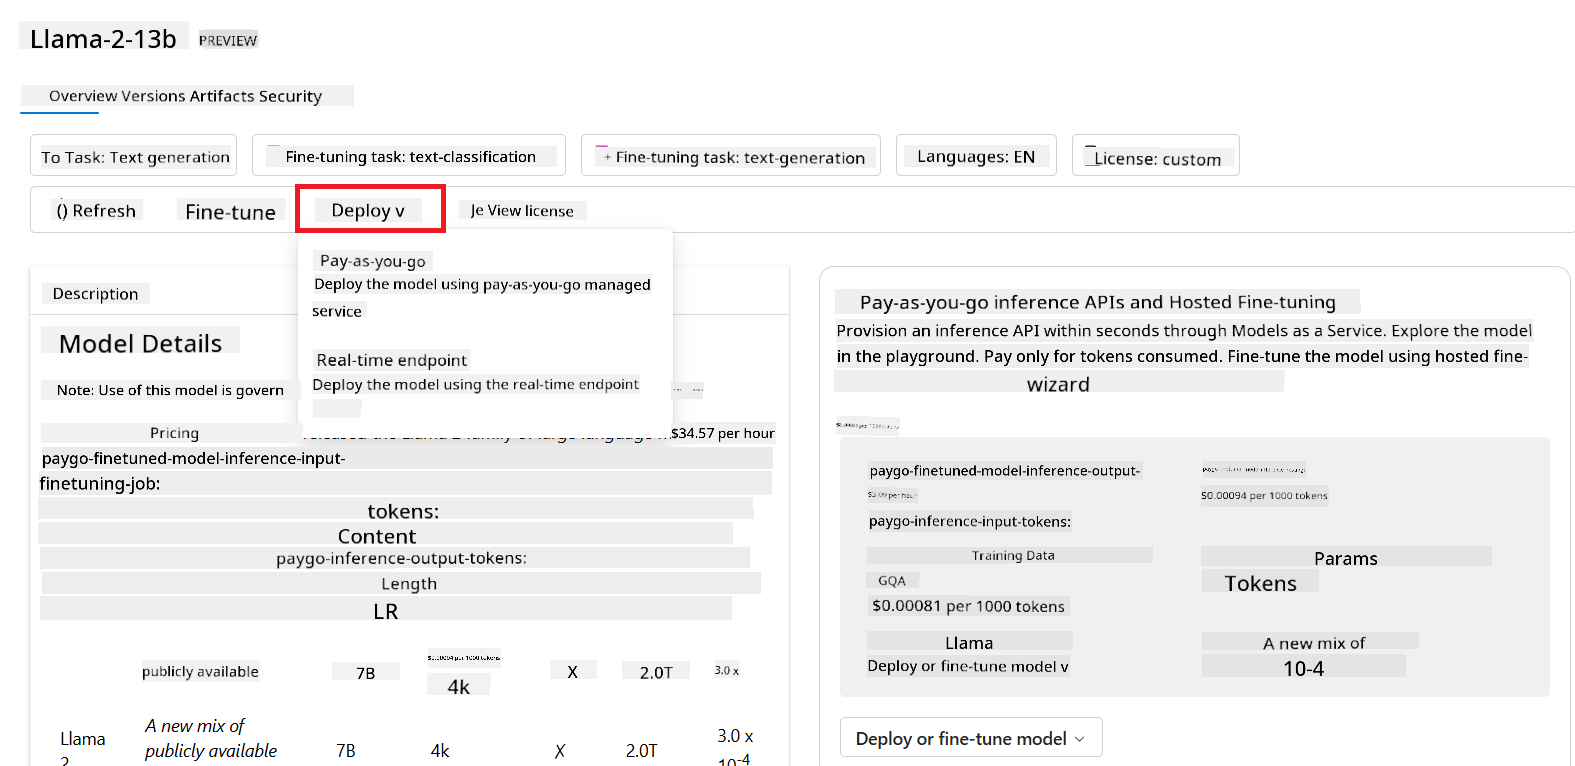 Llama-2-13b PREVIEW
Overview Versions Artifacts Security
To Task: Text generation
Fine-tuning task: text-classification
+ Fine-tuning task: text-generation
Languages: EN
License: custom
() Refresh
Fine-tune
Deploy v
Je View license
Pay-as-you-go
Deploy the model using pay-as-you-go managed
service
Real-time endpoint
Deploy the model using the real-time endpoint
Description
Model Details
Note: Use of this model is govern
Pricing
$34.57 per hour
paygo-finetuned-model-inference-input-
finetuning-job:
tokens:
Content
paygo-inference-output-tokens:
Length
LR
publicly available
7B
$0.00094 per 1000 tokens
4k
X
2.0T
3.0 x
Llama
2
A new mix of
publicly available
7B
4k
X
2.0T
3.0 x
10-4
Pay-as-you-go inference APIs and Hosted Fine-tuning
Provision an inference API within seconds through Models as a Service. Explore the model
in the playground. Pay only for tokens consumed. Fine-tune the model using hosted fine-
wizard
paygo-finetuned-model-inference-output-
$0.00094 per 1000 tokens
paygo-inference-input-tokens:
Training Data
Params
GQA
Tokens
$0.00081 per 1000 tokens
Llama
A new mix of
Deploy or fine-tune model v
10-4
Deploy or fine-tune model